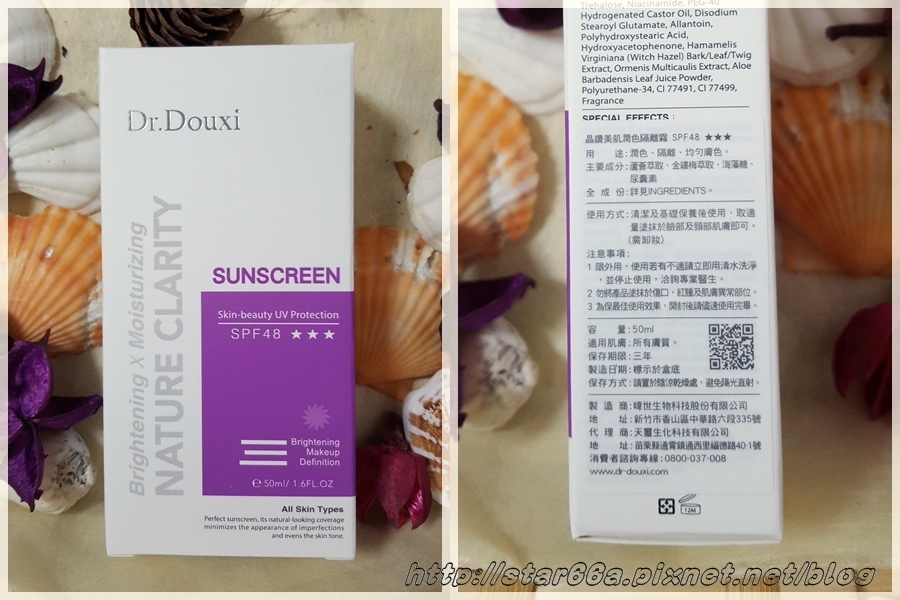 Dr.Douxi
Brightening X Moisturizing
NATURE CLARITY
SUNSCREEN
Skin-beauty UV Protection
SPF48 ★★★
Brightening
Makeup
Definition
℮ 50ml/ 1.6FL.OZ
All Skin Types
Perfect sunscreen, its natural-looking coverage
minimizes the appearance of imperfections
and evens the skin tone.
Trehalose, Niacinamide, PEG-40
Hydrogenated Castor Oil, Disodium
Stearoyl Glutamate, Allantoin,
Polyhydroxystearic Acid,
Hydroxyacetophenone, Hamamelis
Virginiana (Witch Hazel) Bark/Leaf/Twig
Extract, Ormenis Multicaulis Extract, Aloe
Barbadensis Leaf Juice Powder,
Polyurethane-34, CI 77491, CI 77499,
Fragrance
SPECIAL EFFECTS :
晶鑽美肌潤色隔離霜 SPF48 ★★★
用　　途:潤色、隔離、均勻膚色。
主要成分:蘆薈萃取、金縷梅萃取、海藻糖、
尿囊素
全 成 份:詳見INGREDIENTS。
使用方式:清潔及基礎保養後使用，取適
量塗抹於臉部及頸部肌膚即可。
（需卸妝）
注意事項:
1 限外用，使用若有不適請立即用清水洗淨
，並停止使用，洽詢專業醫生。
2 勿將產品塗抹於傷口，紅腫及肌膚異常部位。
3 為保最佳使用效果，開封後請儘速使用完畢。
容　　量:50ml
適用肌膚:所有膚質。
保存期限:三年
製造日期:標示於盒底
保存方式:請置於陰涼乾燥處，避免陽光直射。
製 造 商:暐世生物科技股份有限公司
地　　址:新竹市香山區中華路六段335號
代 理 商:天璽生化科技有限公司
地　　址:苗栗縣通霄鎮通西里福德路40-1號
消費者諮詢專線:0800-037-008
www.dr-douxi.com
12M
http://star66a.pixnet.net/blog